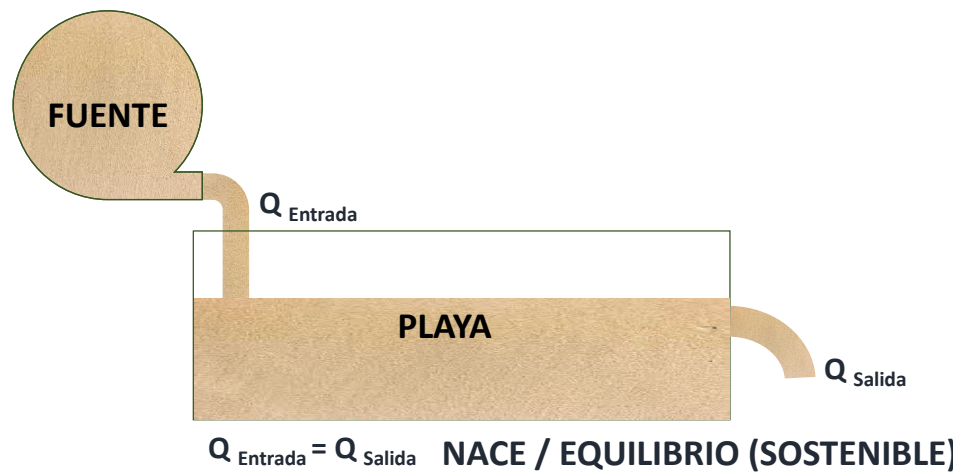 FUENTE
Q Entrada
PLAYA
Q Salida
Q Entrada = Q Salida NACE / EQUILIBRIO (SOSTENIBLE)